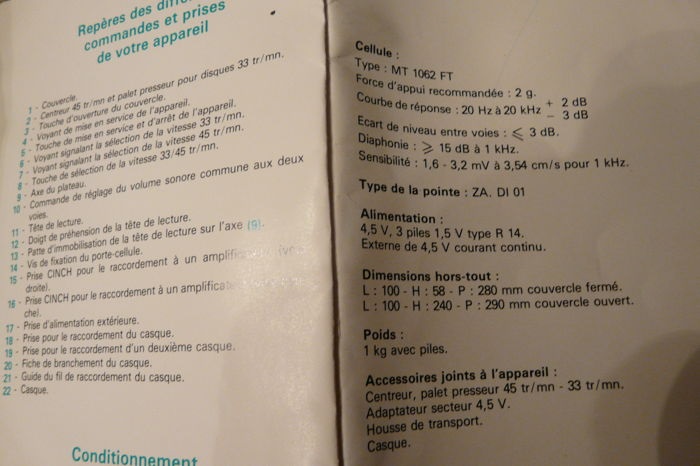 Repères des différ
commandes et prises
de votre appareil
1 - Couvercle.
2 - Centreur 45 tr/mn et palet presseur pour disques 33 tr/mn.
3 - Touche d'ouverture du couvercle.
4 - Voyant de mise en service de l'appareil.
5 - Touche de mise en service et d'arrêt de l'appareil.
6 - Voyant signalant la sélection de la vitesse 33 tr/mn.
7 - Voyant signalant la sélection de la vitesse 45 tr/mn.
8 - Touche de sélection de la vitesse 33/45 tr/mn.
9 - Axe du plateau.
10 - Commande de réglage du volume sonore commune aux deux
voies.
11 - Tête de lecture.
12 - Doigt de préhension de la tête de lecture.
13 - Patte d'immobilisation de la tête de lecture sur l'axe (9).
14 - Vis de fixation du porte-cellule.
15 - Prise CINCH pour le raccordement à un amplificat (voie
droite).
16 - Prise CINCH pour le raccordement à un amplificat
che).
17 - Prise d'alimentation extérieure.
18 - Prise pour le raccordement du casque.
19 - Prise pour le raccordement d'un deuxième casque.
20 - Fiche de branchement du casque.
21 - Guide du fil de raccordement du casque.
22 - Casque.
Conditionnement
Cellule :
Type : MT 1062 FT
Force d'appui recommandée : 2 g.
Courbe de réponse : 20 Hz à 20 kHz + 2 dB
- 3 dB
Ecart de niveau entre voies : ⩽ 3 dB.
Diaphonie : ⩾ 15 dB à 1 kHz.
Sensibilité : 1,6 - 3,2 mV à 3,54 cm/s pour 1 kHz.
Type de la pointe : ZA. DI 01
Alimentation :
4,5 V, 3 piles 1,5 V type R 14.
Externe de 4,5 V courant continu.
Dimensions hors-tout :
L : 100 - H : 58 - P : 280 mm couvercle fermé.
L : 100 - H : 240 - P : 290 mm couvercle ouvert.
Poids :
1 kg avec piles.
Accessoires joints à l'appareil :
Centreur, palet presseur 45 tr/mn - 33 tr/mn.
Adaptateur secteur 4,5 V.
Housse de transport.
Casque.